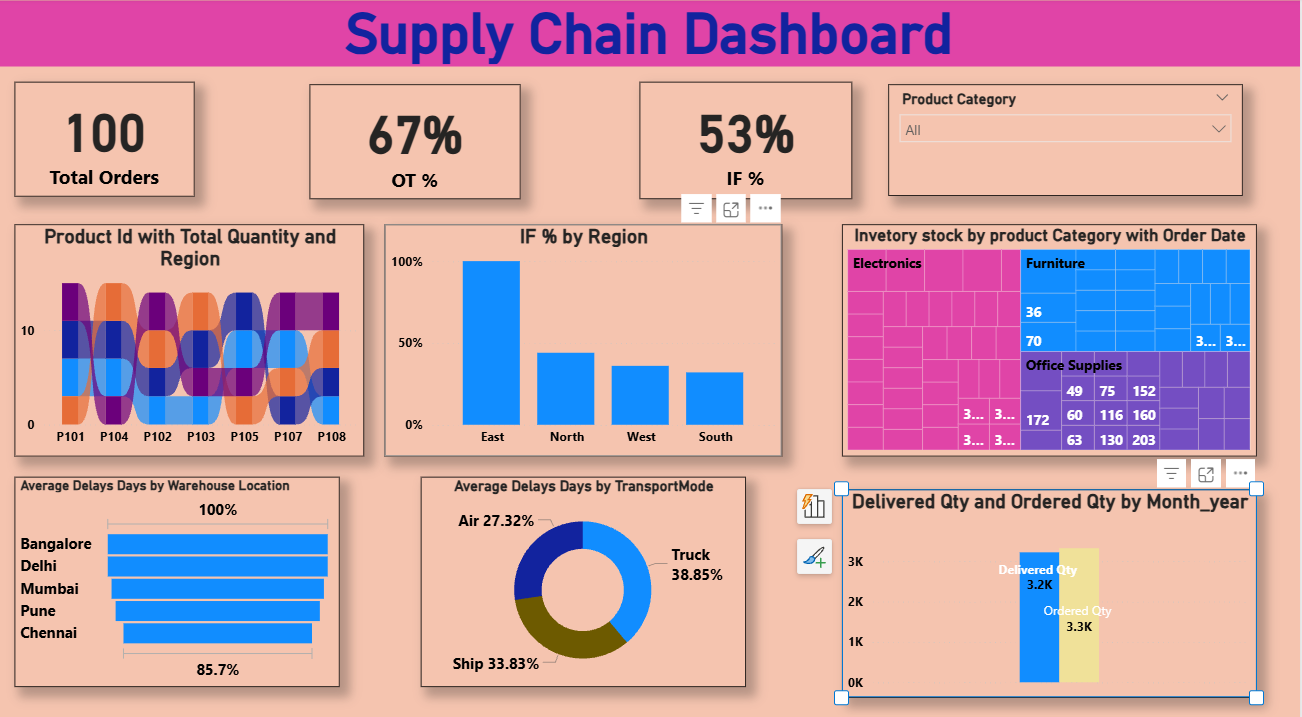 Supply Chain Dashboard
100
Total Orders
67%
OT %
53%
IF %
Product Category
All
Product Id with Total Quantity and
Region
10
0
P101 P104 P102 P103 P105 P107 P108
IF % by Region
100%
50%
0%
East North West South
Invetory stock by product Category with Order Date
Electronics
3... 3...
3... 3...
Furniture
36
70
3... 3...
Office Supplies
172
49 75 152
60 116 160
63 130 203
Average Delays Days by Warehouse Location
100%
Bangalore
Delhi
Mumbai
Pune
Chennai
85.7%
Average Delays Days by TransportMode
Air 27.32%
Truck
38.85%
Ship 33.83%
Delivered Qty and Ordered Qty by Month_year
3K
2K
1K
0K
Delivered Qty
3.2K
Ordered Qty
3.3K